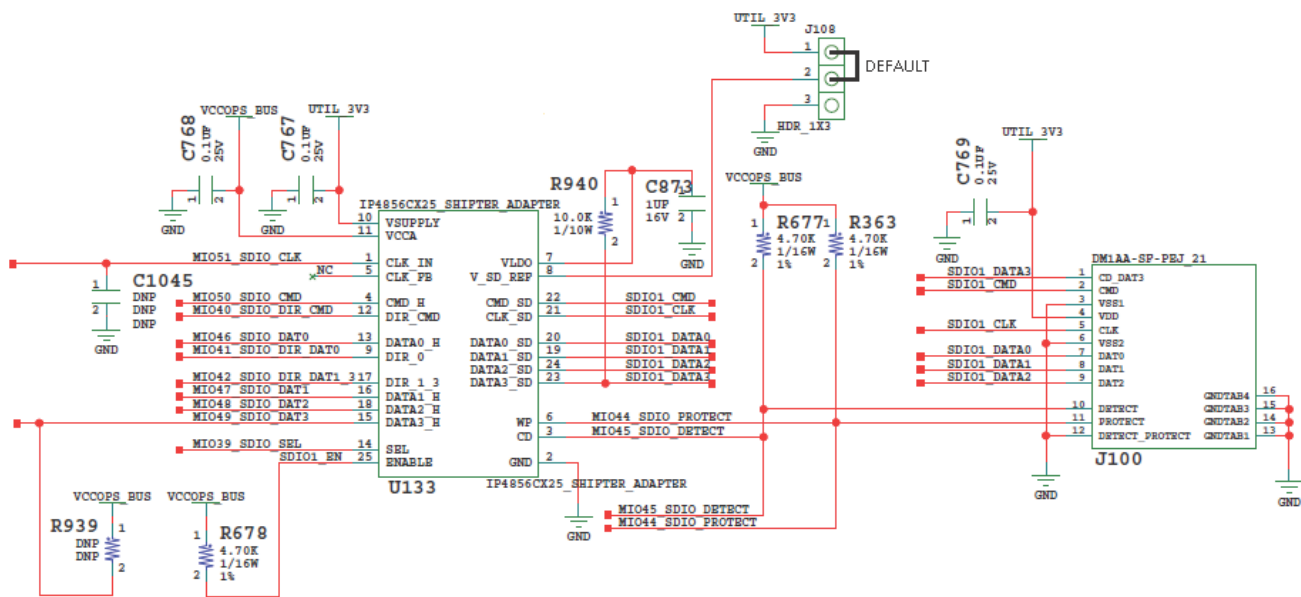 UTIL_3V3
J108
1
2
3
DEFAULT
HDR_1X3
GND
VCCOPS_BUS
UTIL_3V3
C768
0.1UF
25V
1
2
GND
C767
0.1UF
25V
1
2
GND
IP4856CX25_SHIFTER_ADAPTER
10 VSUPPLY
11 VCCA
MIO51_SDIO_CLK 1 CLK_IN
NC 5 CLK_FB
MIO50_SDIO_CMD 4 CMD_H
MIO40_SDIO_DIR_CMD 12 DIR_CMD
MIO46_SDIO_DAT0 13 DATA0_H
MIO41_SDIO_DIR_DAT0 9 DIR_0
MIO42_SDIO_DIR_DAT1_3 17 DIR_1_3
MIO47_SDIO_DAT1 16 DATA1_H
MIO48_SDIO_DAT2 18 DATA2_H
MIO49_SDIO_DAT3 15 DATA3_H
MIO39_SDIO_SEL 14 SEL
SDIO1_EN 25 ENABLE
VLDO 7
V_SD_REF 8
CMD_SD 22 SDIO1_CMD
CLK_SD 21 SDIO1_CLK
DATA0_SD 20 SDIO1_DATA0
DATA1_SD 19 SDIO1_DATA1
DATA2_SD 24 SDIO1_DATA2
DATA3_SD 23 SDIO1_DATA3
WP 6 MIO44_SDIO_PROTECT
CD 3 MIO45_SDIO_DETECT
GND 2
U133
IP4856CX25_SHIFTER_ADAPTER
GND
C1045
1
2
DNP
DNP
DNP
GND
R940
10.0K
1/10W
1
2
C873
1UF
16V
1
2
GND
VCCOPS_BUS
R677
4.70K
1/16W
1%
1
2
R363
4.70K
1/16W
1%
1
2
MIO45_SDIO_DETECT
MIO44_SDIO_PROTECT
VCCOPS_BUS
R939
DNP
DNP
1
2
VCCOPS_BUS
R678
4.70K
1/16W
1%
1
2
UTIL_3V3
C769
0.1UF
25V
1
2
GND
DM1AA-SF-PEJ_21
SDIO1_DATA3 1 CD_DAT3
SDIO1_CMD 2 CMD
3 VSS1
4 VDD
SDIO1_CLK 5 CLK
6 VSS2
SDIO1_DATA0 7 DAT0
SDIO1_DATA1 8 DAT1
SDIO1_DATA2 9 DAT2
10 DETECT
11 PROTECT
12 DETECT_PROTECT
GNDTAB4 16
GNDTAB3 15
GNDTAB2 14
GNDTAB2 13
J100
GND
GND